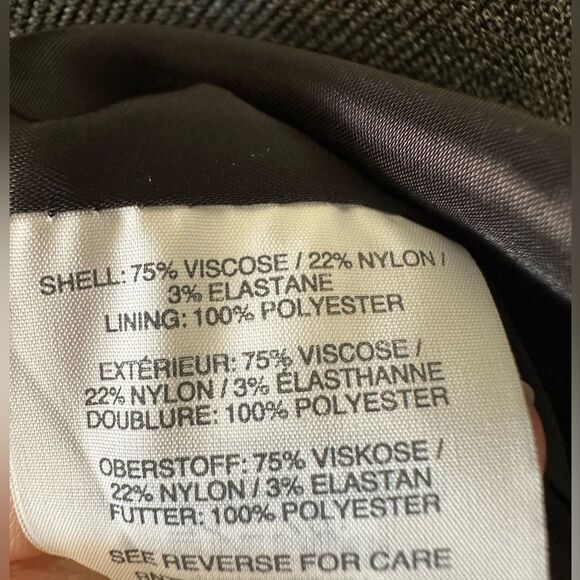 SHELL: 75% VISCOSE / 22% NYLON /
3% ELASTANE
LINING: 100% POLYESTER
EXTÉRIEUR: 75% VISCOSE /
22% NYLON / 3% ÉLASTHANNE
DOUBLURE: 100% POLYESTER
OBERSTOFF: 75% VISKOSE /
22% NYLON / 3% ELASTAN
FUTTER: 100% POLYESTER
SEE REVERSE FOR CARE